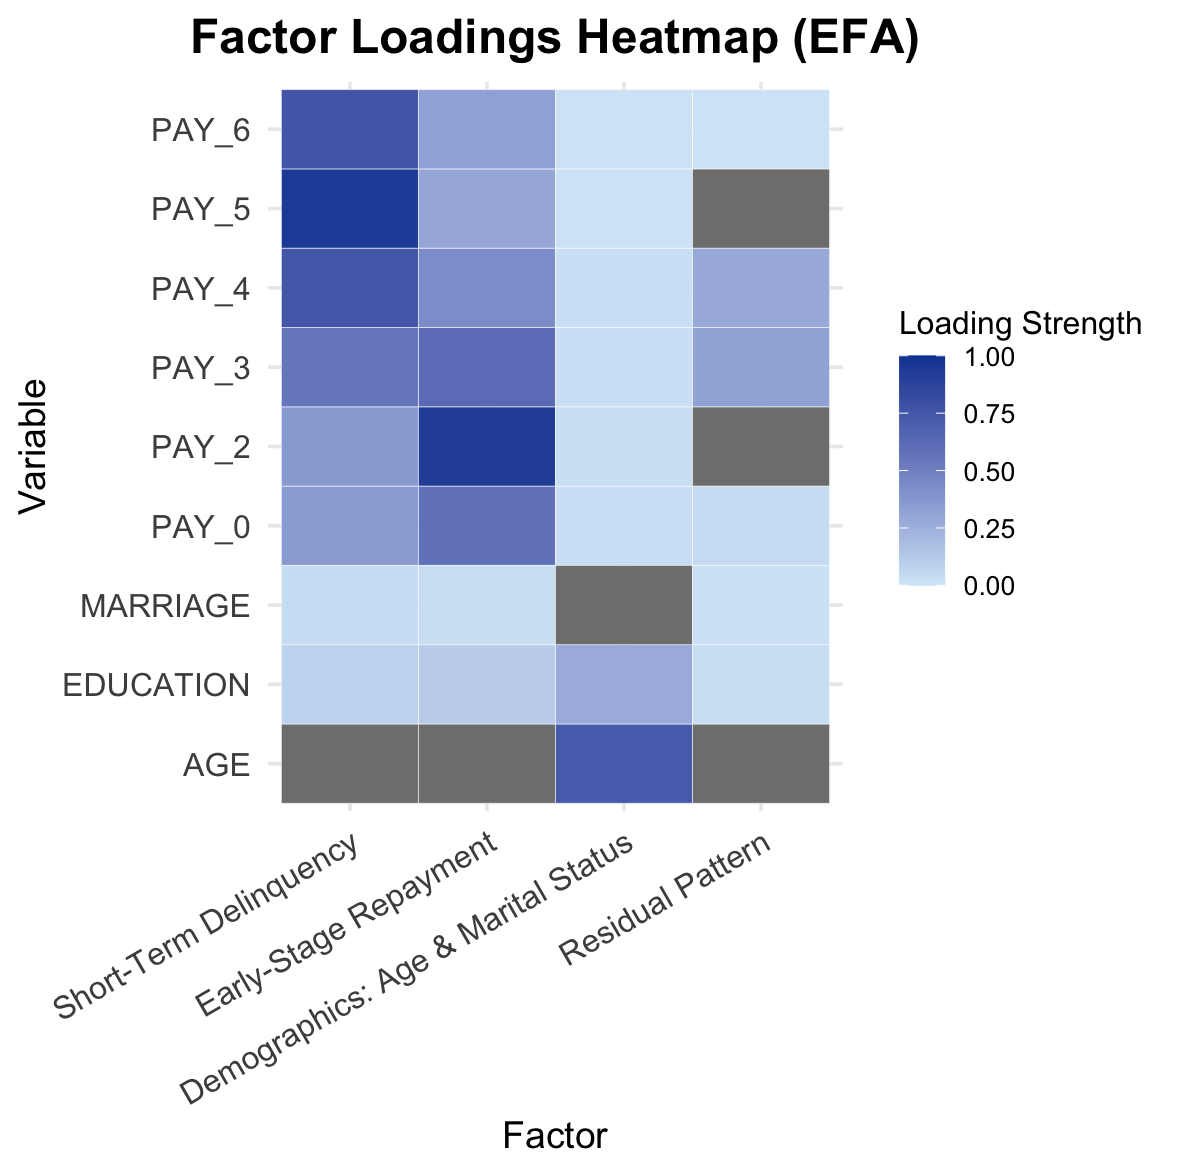 Factor Loadings Heatmap (EFA)
Variable
PAY_6
PAY_5
PAY_4
PAY_3
PAY_2
PAY_0
MARRIAGE
EDUCATION
AGE
Short-Term Delinquency
Early-Stage Repayment
Demographics: Age & Marital Status
Residual Pattern
Factor
Loading Strength
1.00
0.75
0.50
0.25
0.00